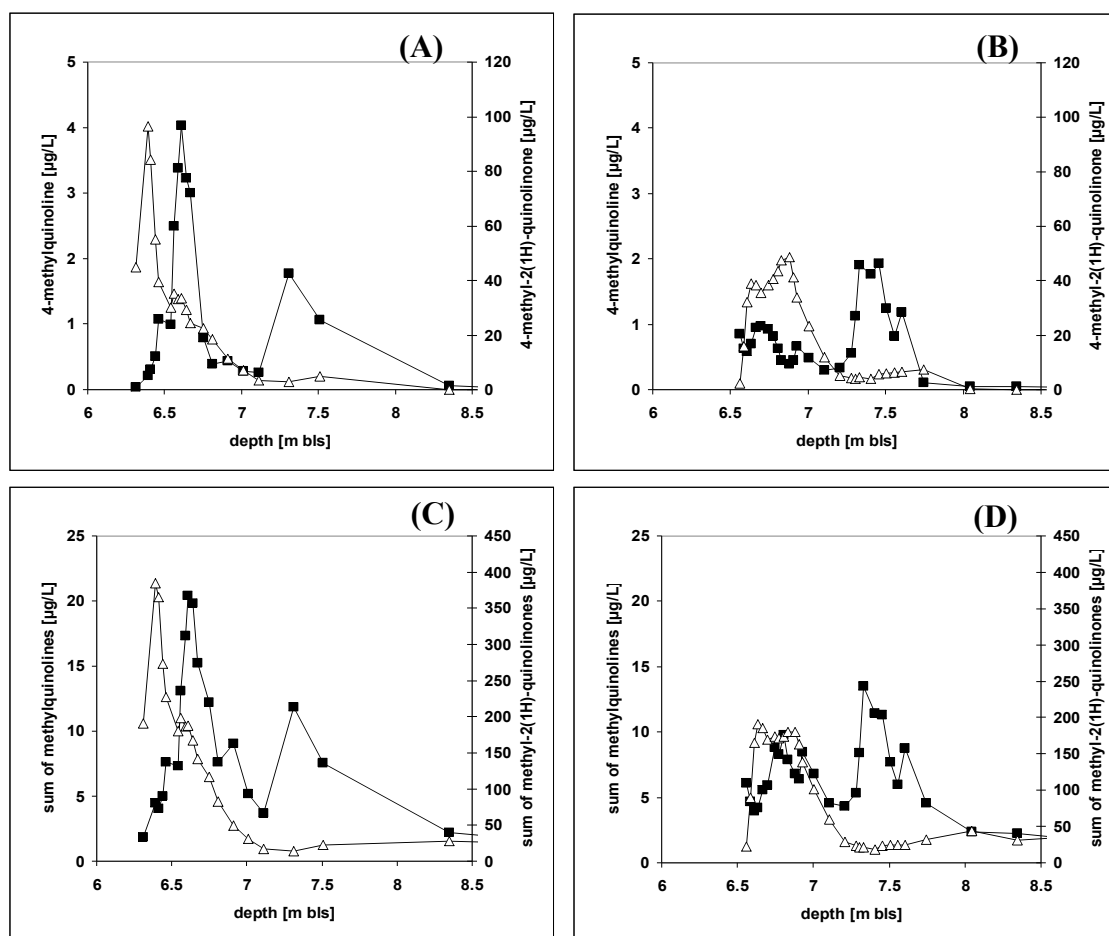 (A)
4-methylquinoline [µg/L]
5
4
3
2
1
0
120
100
80
60
40
20
0
4-methyl-2(1H)-quinolinone [µg/L]
6 6.5 7 7.5 8 8.5
depth [m bls]
(B)
4-methylquinoline [µg/L]
5
4
3
2
1
0
120
100
80
60
40
20
0
4-methyl-2(1H)-quinolinone [µg/L]
6 6.5 7 7.5 8 8.5
depth [m bls]
(C)
sum of methylquinolines [µg/L]
25
20
15
10
5
0
450
400
350
300
250
200
150
100
50
0
sum of methyl-2(1H)-quinolinones [µg/L]
6 6.5 7 7.5 8 8.5
depth [m bls]
(D)
sum of methylquinolines [µg/L]
25
20
15
10
5
0
450
400
350
300
250
200
150
100
50
0
sum of methyl-2(1H)-quinolinones [µg/L]
6 6.5 7 7.5 8 8.5
depth [m bls]